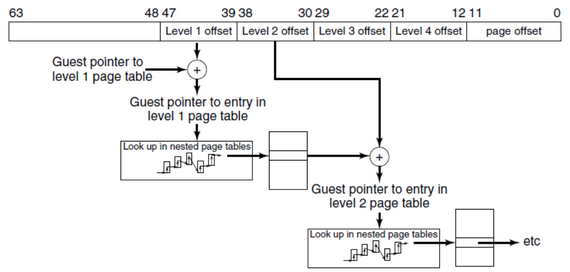 63 48 47 39 38 30 29 22 21 12 11 0
Level 1 offset Level 2 offset Level 3 offset Level 4 offset page offset
Guest pointer to
level 1 page table
+
Guest pointer to entry in
level 1 page table
Look up in nested page tables
+
Guest pointer to entry in
level 2 page table
Look up in nested page tables
etc